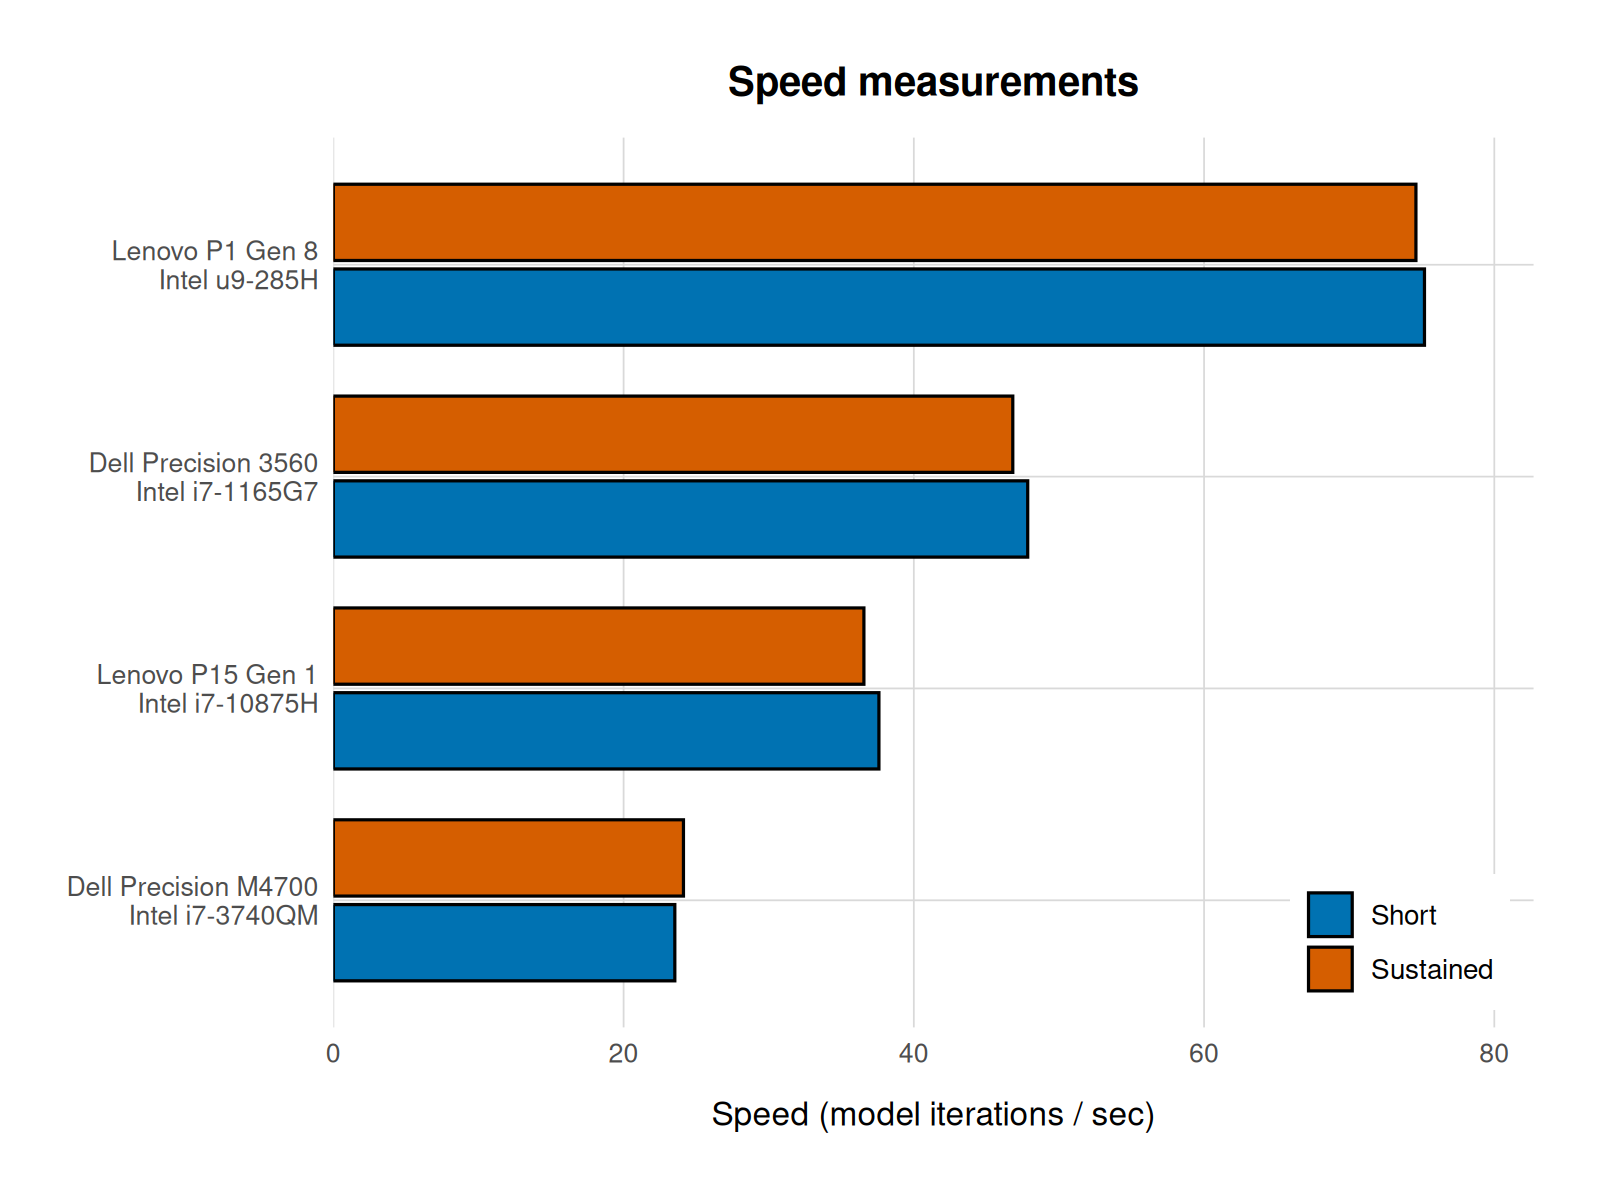 Speed measurements
Lenovo P1 Gen 8
Intel u9-285H
Dell Precision 3560
Intel i7-1165G7
Lenovo P15 Gen 1
Intel i7-10875H
Dell Precision M4700
Intel i7-3740QM
Short
Sustained
0 20 40 60 80
Speed (model iterations / sec)